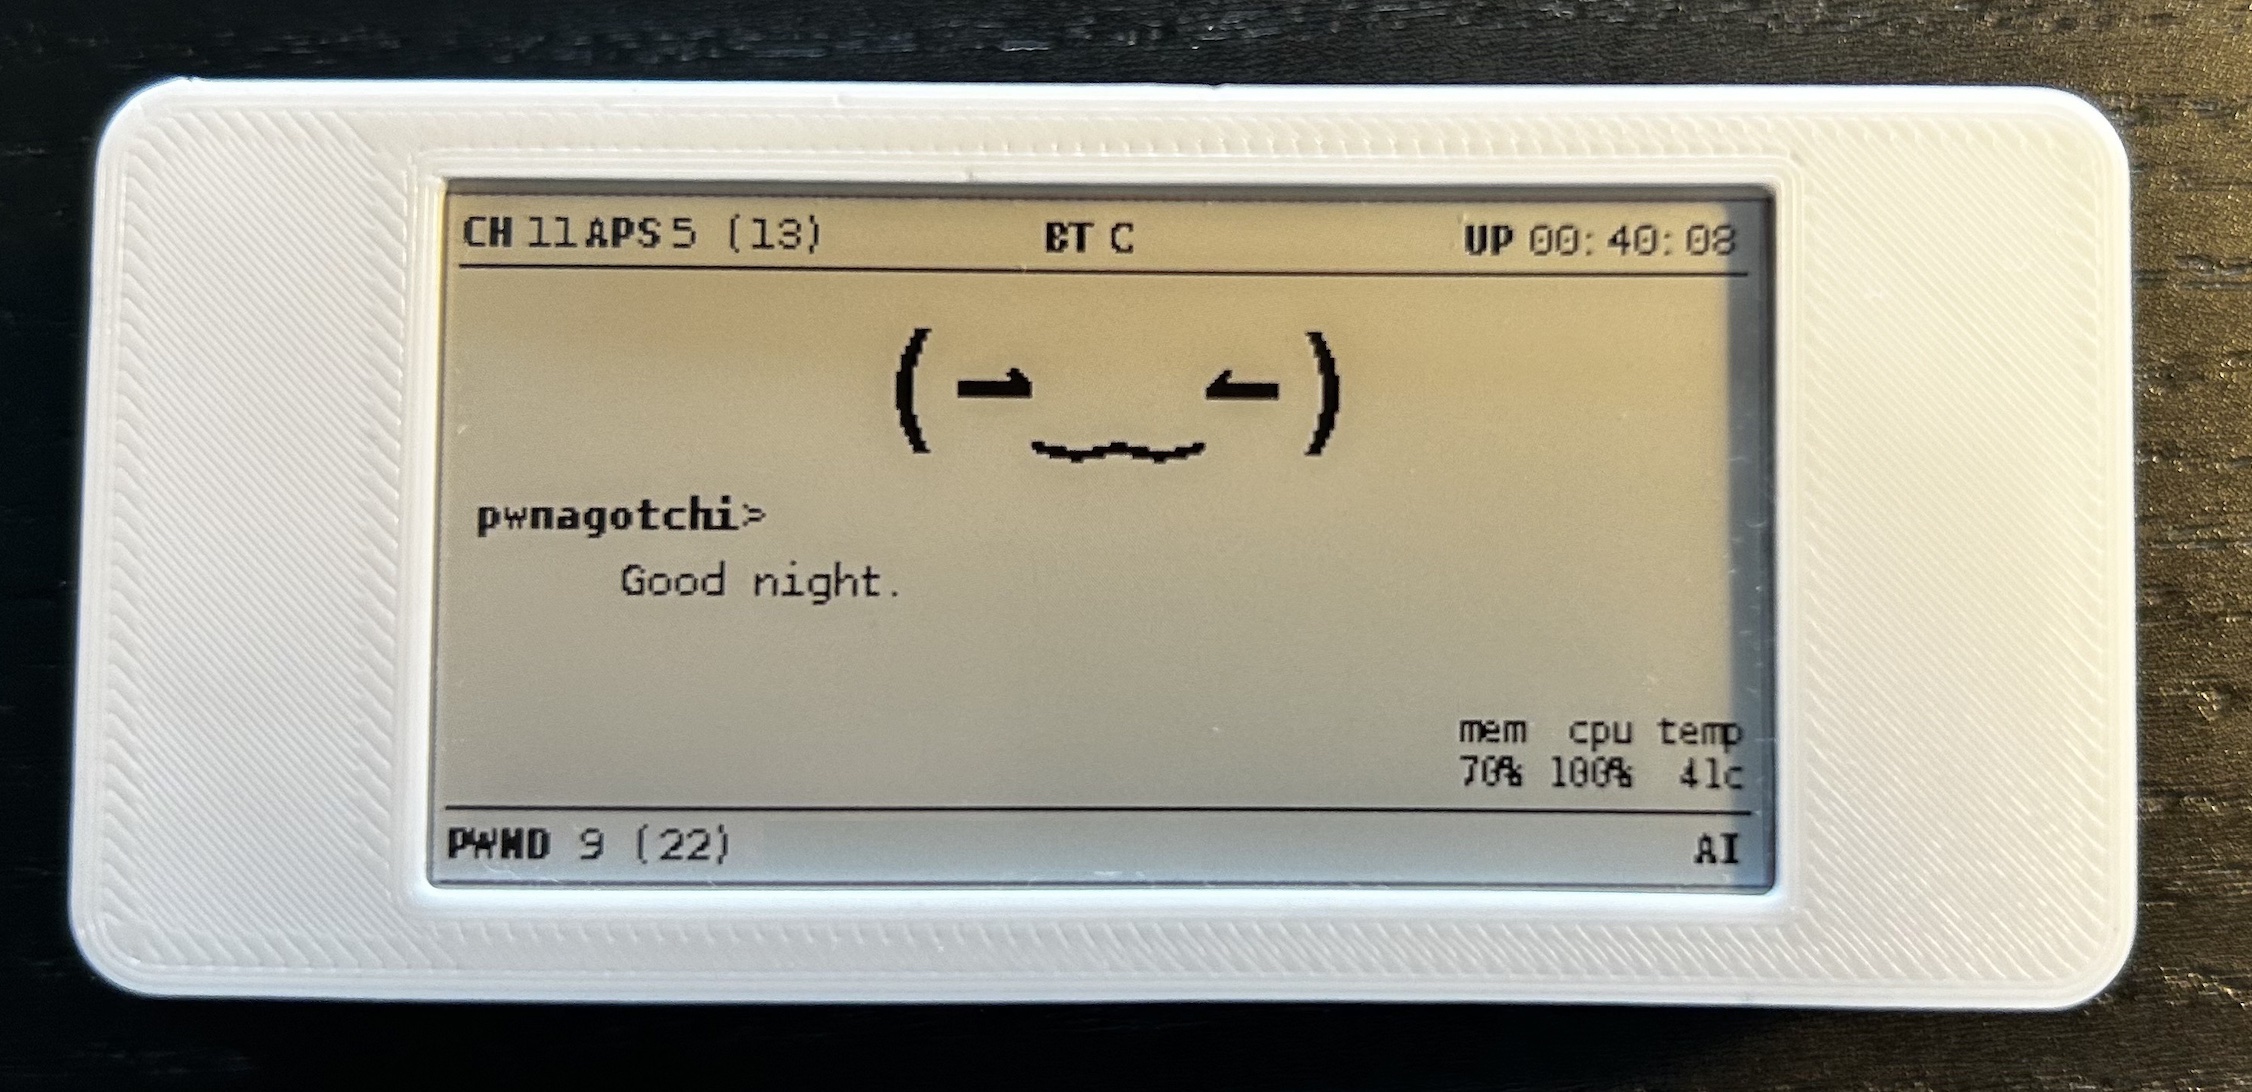 CH 11 APS 5 (13) BT C UP 00:40:08
(⇀‿‿↼)
pwnagotchi>
Good night.
mem cpu temp
70% 100% 41c
PWND 9 (22) AI